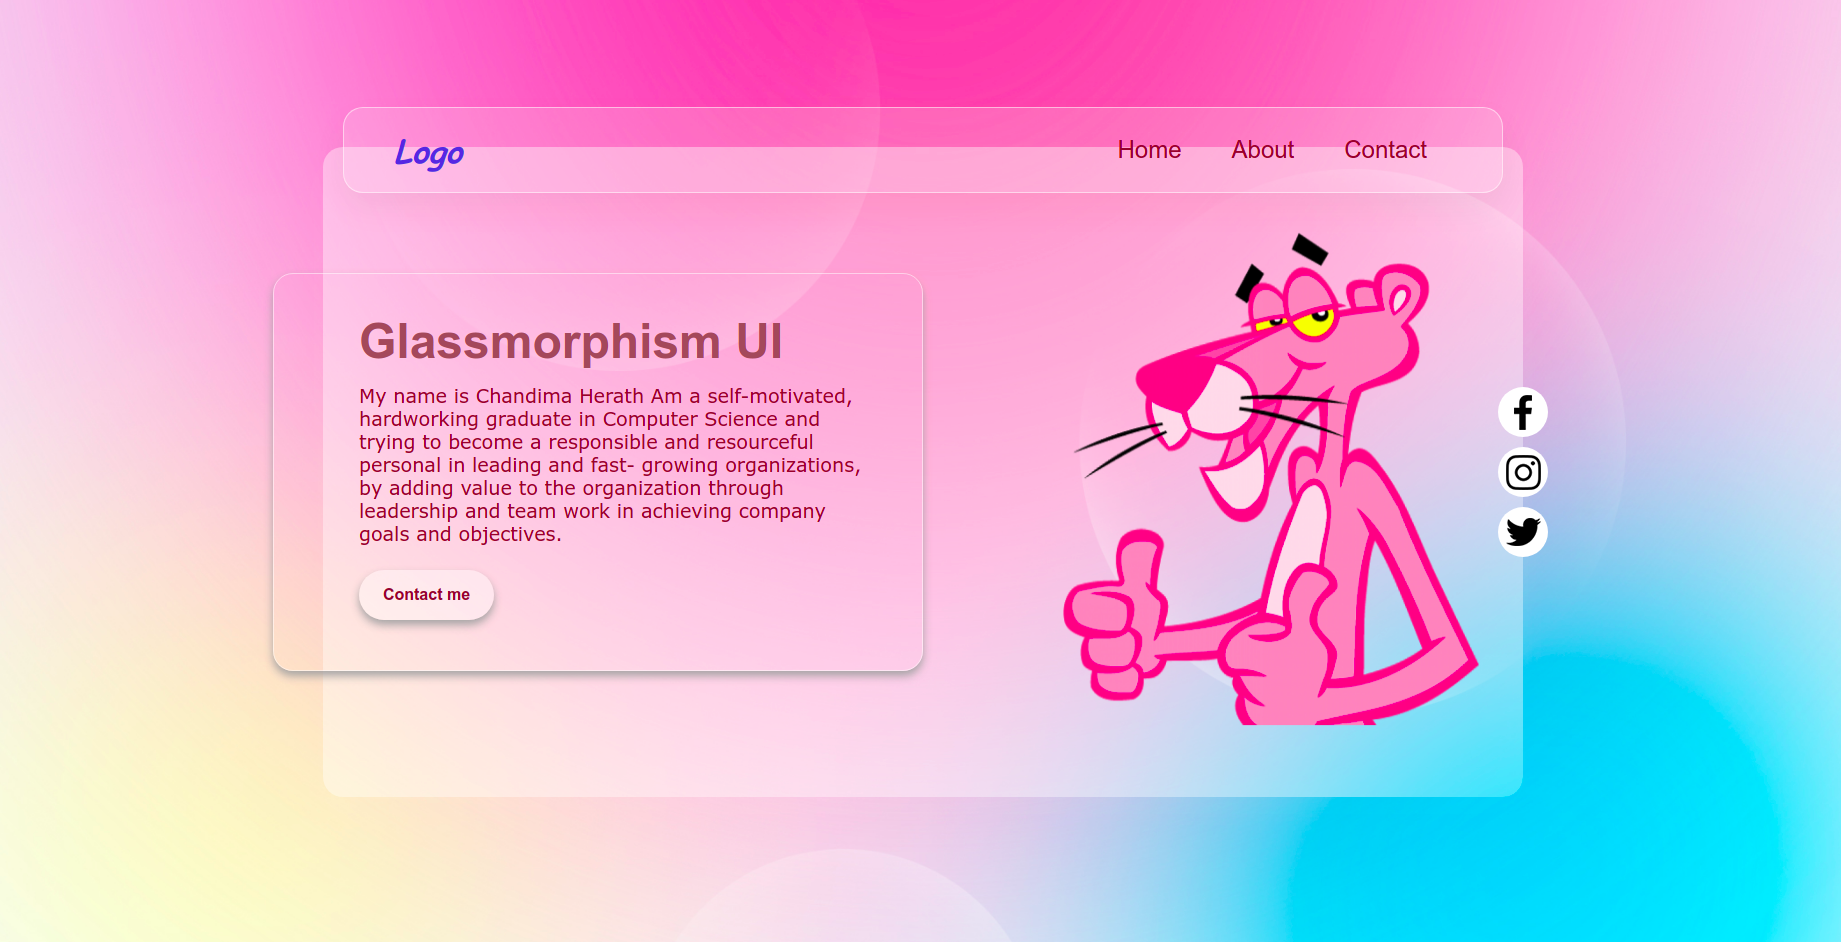 Logo
Home About Contact
Glassmorphism UI
My name is Chandima Herath Am a self-motivated,
hardworking graduate in Computer Science and
trying to become a responsible and resourceful
personal in leading and fast- growing organizations,
by adding value to the organization through
leadership and team work in achieving company
goals and objectives.
Contact me